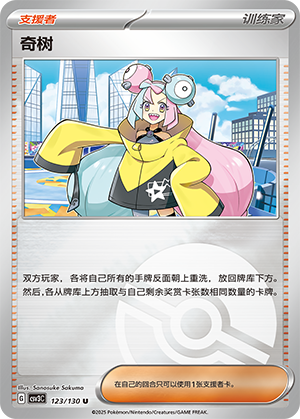 支援者 训练家
奇树
双方玩家，各将自己所有的手牌反面朝上重洗，放回牌库下方。
然后，各从牌库上方抽取与自己剩余奖赏卡张数相同数量的卡牌。
Illus. Sanosuke Sakuma
G CSV3C 123/130 U
在自己的回合只可以使用1张支援者卡。
©2025 Pokémon/Nintendo/Creatures/GAME FREAK.